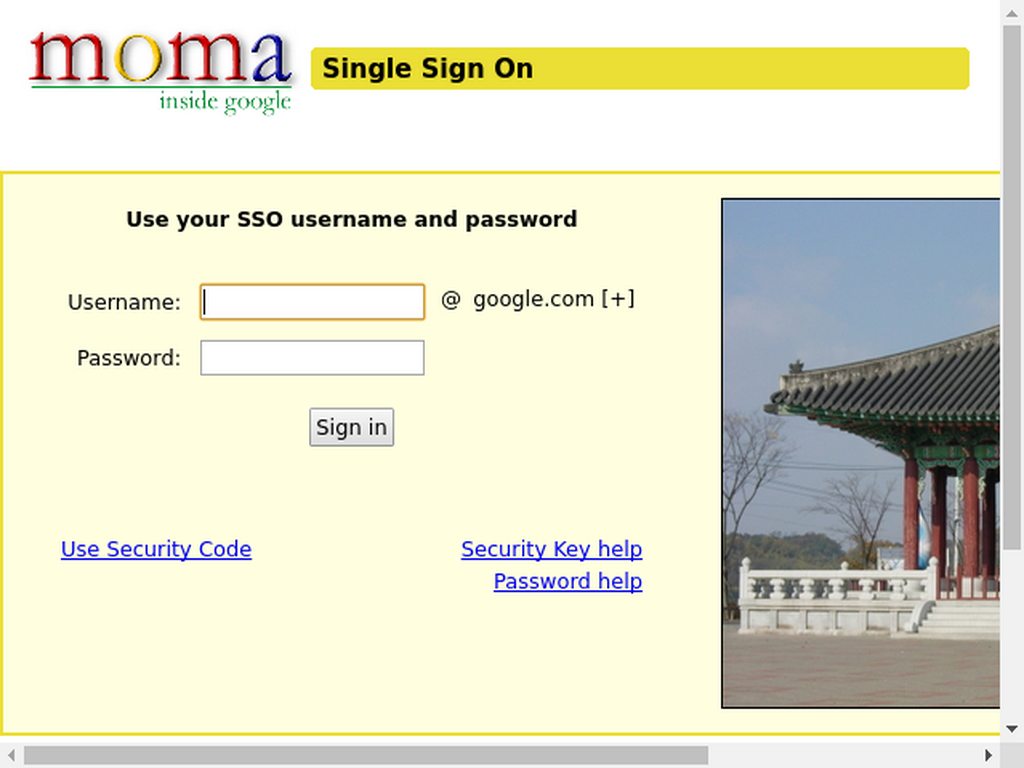 moma
inside google
Single Sign On
Use your SSO username and password
Username: @ google.com [+]
Password:
Sign in
Use Security Code
Security Key help
Password help